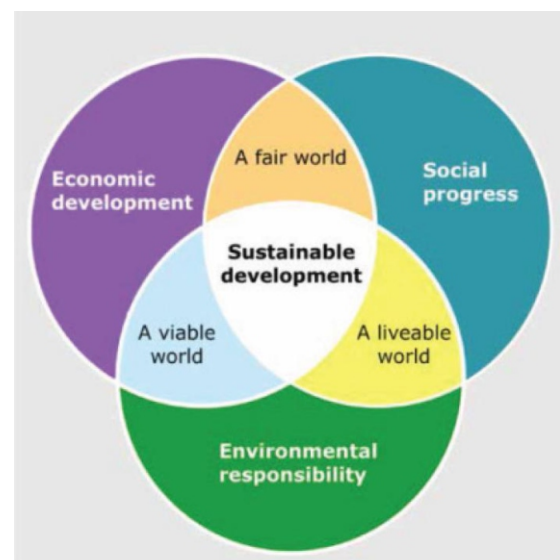 A fair world
Economic
development
Social
progress
Sustainable
development
A viable
world
A liveable
world
Environmental
responsibility